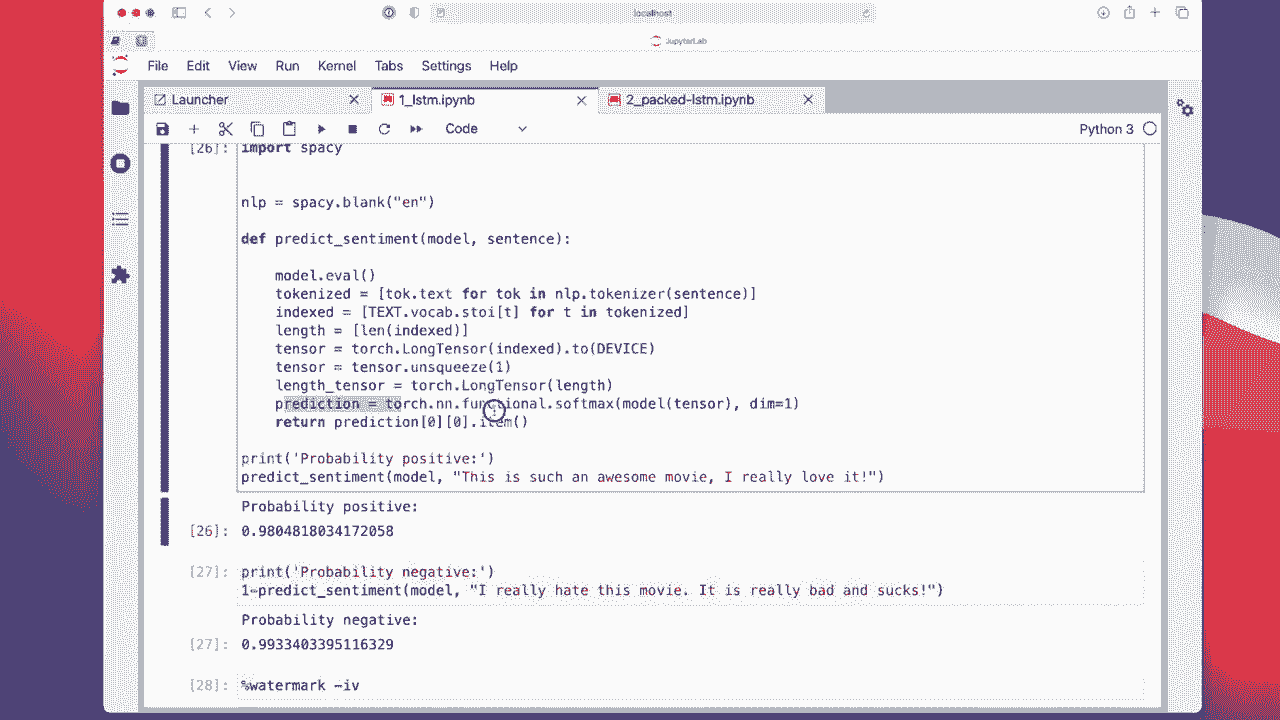 localhost
JupyterLab
File Edit View Run Kernel Tabs Settings Help
Launcher 1_lstm.ipynb 2_packed-lstm.ipynb
Code Python 3
[26]: import spacy
nlp = spacy.blank("en")
def predict_sentiment(model, sentence):
model.eval()
tokenized = [tok.text for tok in nlp.tokenizer(sentence)]
indexed = [TEXT.vocab.stoi[t] for t in tokenized]
length = [len(indexed)]
tensor = torch.LongTensor(indexed).to(DEVICE)
tensor = tensor.unsqueeze(1)
length_tensor = torch.LongTensor(length)
prediction = torch.nn.functional.softmax(model(tensor), dim=1)
return prediction[0][0].item()
print('Probability positive:')
predict_sentiment(model, "This is such an awesome movie, I really love it!")
Probability positive:
[26]: 0.9804818034172058
[27]: print('Probability negative:')
1-predict_sentiment(model, "I really hate this movie. It is really bad and sucks!")
Probability negative:
[27]: 0.9933403395116329
[28]: %watermark -iv